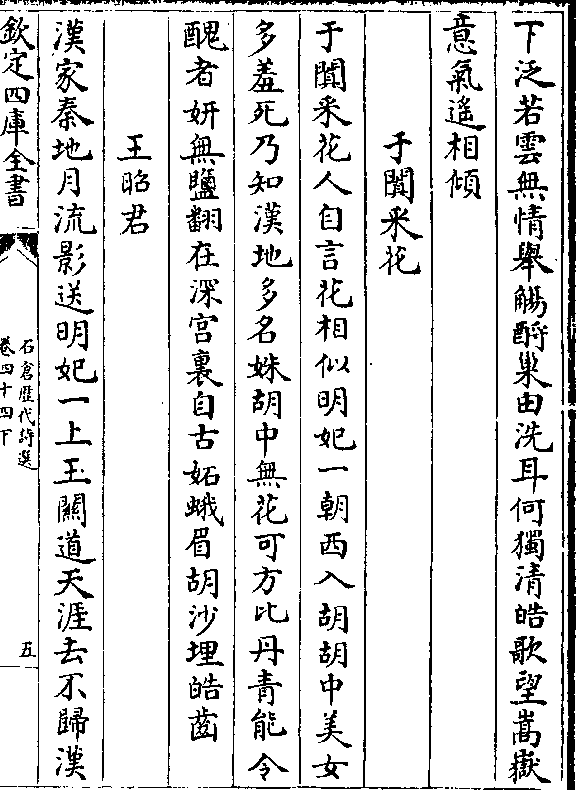 下泛若雲無情舉觴酹巢由洗耳何獨清皓歌望嵩嶽
意氣遙相傾
于闐采花
于闐采花人自言花相似明妃一朝西入胡胡中美女
多羞死乃知漢地多名姝胡中無花可方比丹青能令
醜者妍無鹽翻在深宫裏自古妬蛾眉胡沙埋皓齒
王昭君
漢家秦地月流影送明妃一上玉關道天涯去不歸漢
欽定四庫全書
石倉歷代詩選
卷四十四下
五